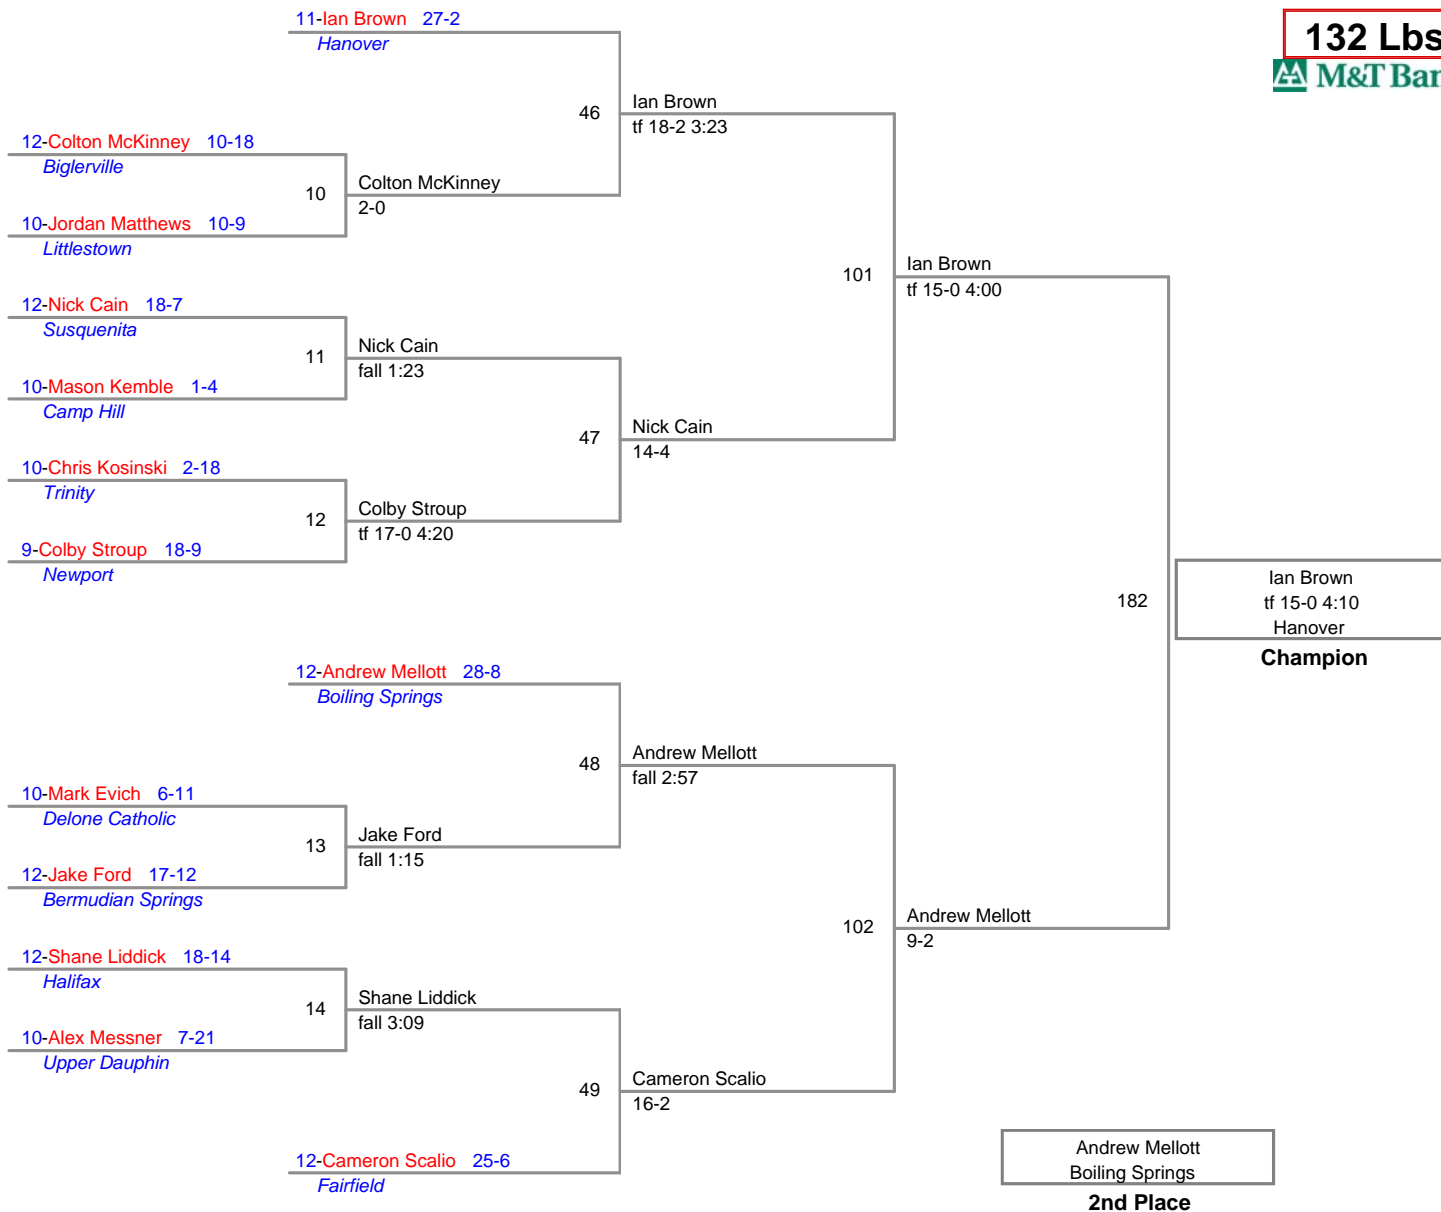 11-Ian Brown 27-2
Hanover
132 Lbs
M&T Ban
46
Ian Brown
tf 18-2 3:23
12-Colton McKinney 10-18
Biglerville
10
Colton McKinney
2-0
10-Jordan Matthews 10-9
Littlestown
101
Ian Brown
tf 15-0 4:00
12-Nick Cain 18-7
Susquenita
11
Nick Cain
fall 1:23
10-Mason Kemble 1-4
Camp Hill
47
Nick Cain
14-4
10-Chris Kosinski 2-18
Trinity
12
Colby Stroup
tf 17-0 4:20
9-Colby Stroup 18-9
Newport
182
Ian Brown
tf 15-0 4:10
Hanover
Champion
12-Andrew Mellott 28-8
Boiling Springs
48
Andrew Mellott
fall 2:57
10-Mark Evich 6-11
Delone Catholic
13
Jake Ford
fall 1:15
12-Jake Ford 17-12
Bermudian Springs
102
Andrew Mellott
9-2
12-Shane Liddick 18-14
Halifax
14
Shane Liddick
fall 3:09
10-Alex Messner 7-21
Upper Dauphin
49
Cameron Scalio
16-2
12-Cameron Scalio 25-6
Fairfield
Andrew Mellott
Boiling Springs
2nd Place